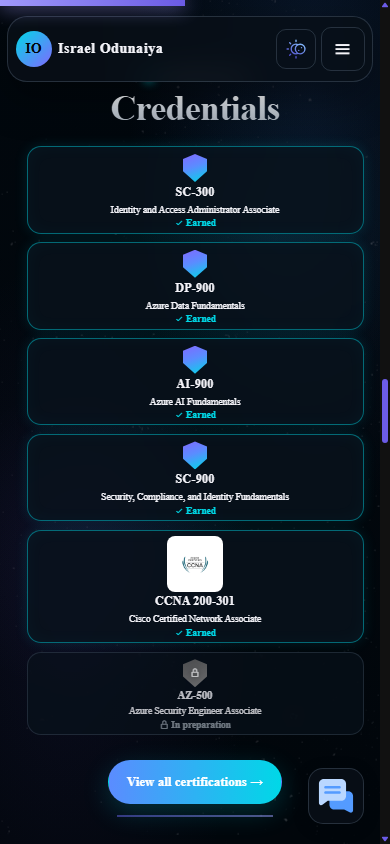 IO Israel Odunaiya
Credentials
SC-300
Identity and Access Administrator Associate
✓ Earned
DP-900
Azure Data Fundamentals
✓ Earned
AI-900
Azure AI Fundamentals
✓ Earned
SC-900
Security, Compliance, and Identity Fundamentals
✓ Earned
CCNA
CCNA 200-301
Cisco Certified Network Associate
✓ Earned
AZ-500
Azure Security Engineer Associate
In preparation
View all certifications →